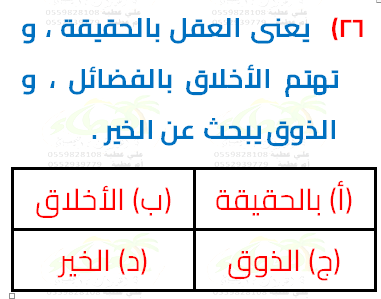 ٢٦) يعنى العقل بالحقيقة ، و
تهتم الأخلاق بالفضائل ، و
الذوق يبحث عن الخير .
(أ) بالحقيقة (ب) الأخلاق
(ج) الذوق (د) الخير